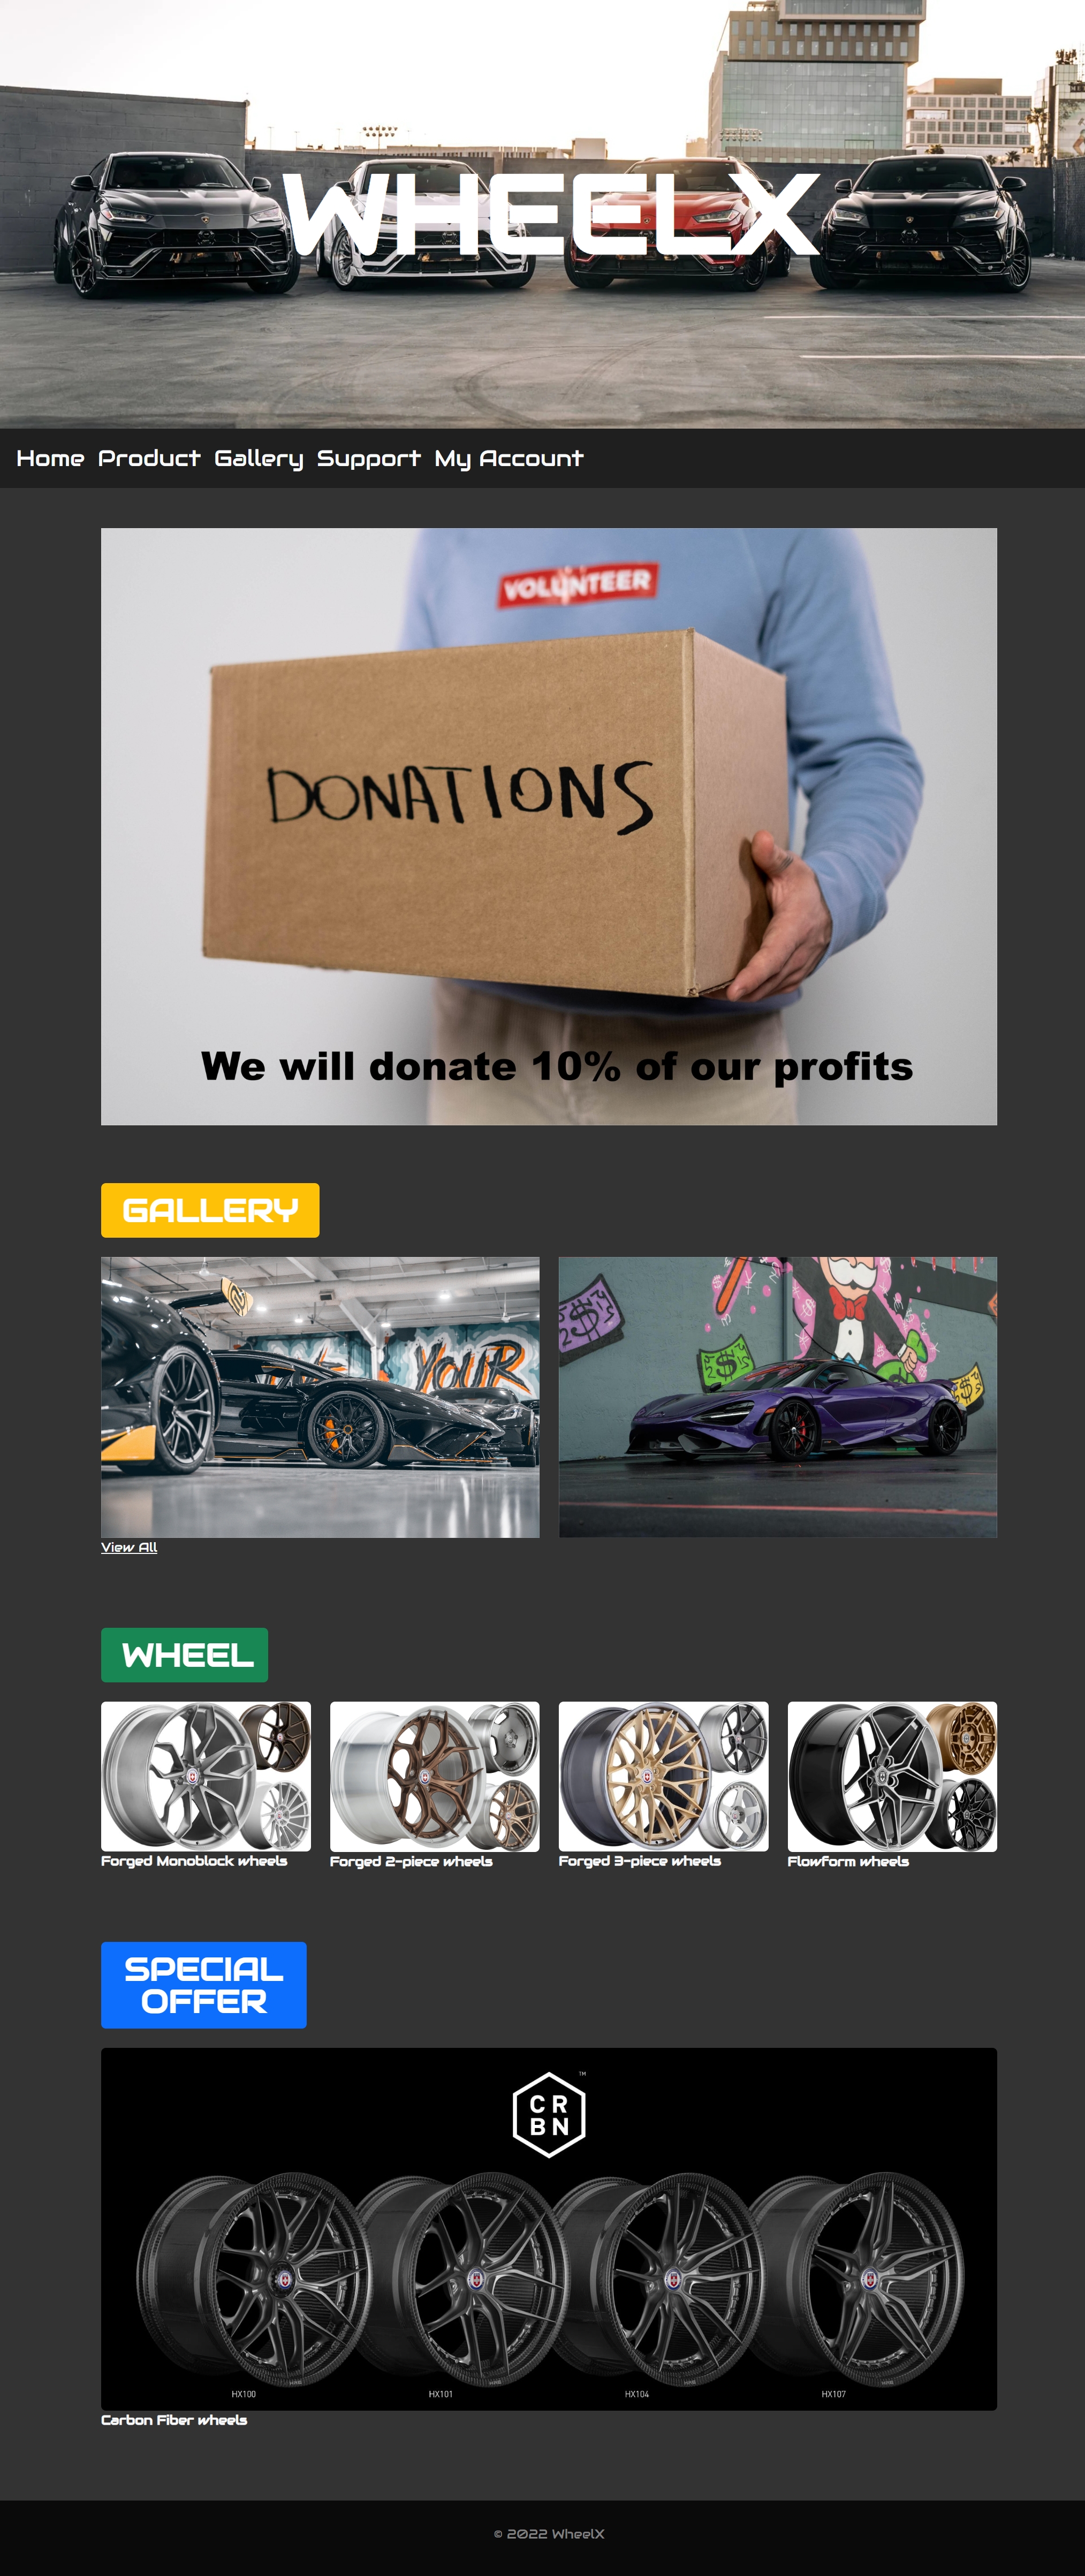 WHEELX
Home Product Gallery Support My Account
VOLUNTEER
DONATIONS
We will donate 10% of our profits
GALLERY
YOUR
View All
WHEEL
Forged Monoblock wheels
Forged 2-piece wheels
Forged 3-piece wheels
Flowform wheels
SPECIAL
OFFER
TM
CR
BN
HX100
HX101
HX104
HX107
Carbon Fiber wheels
© 2022 WheelX